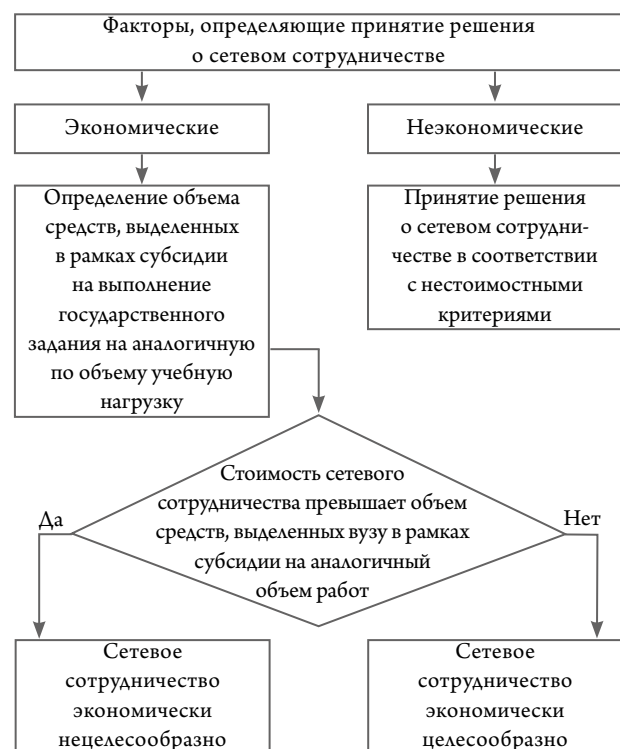 Факторы, определяющие принятие решения
о сетевом сотрудничестве
Экономические
Неэкономические
Определение объема
средств, выделенных
в рамках субсидии
на выполнение
государственного
задания на аналогичную
по объему учебную
нагрузку
Принятие решения
о сетевом сотрудни-
честве в соответствии
с нестоимостными
критериями
Стоимость сетевого
сотрудничества превышает объем
средств, выделенных вузу в рамках
субсидии на аналогичный
объем работ
Да
Нет
Сетевое
сотрудничество
экономически
нецелесообразно
Сетевое
сотрудничество
экономически
целесообразно